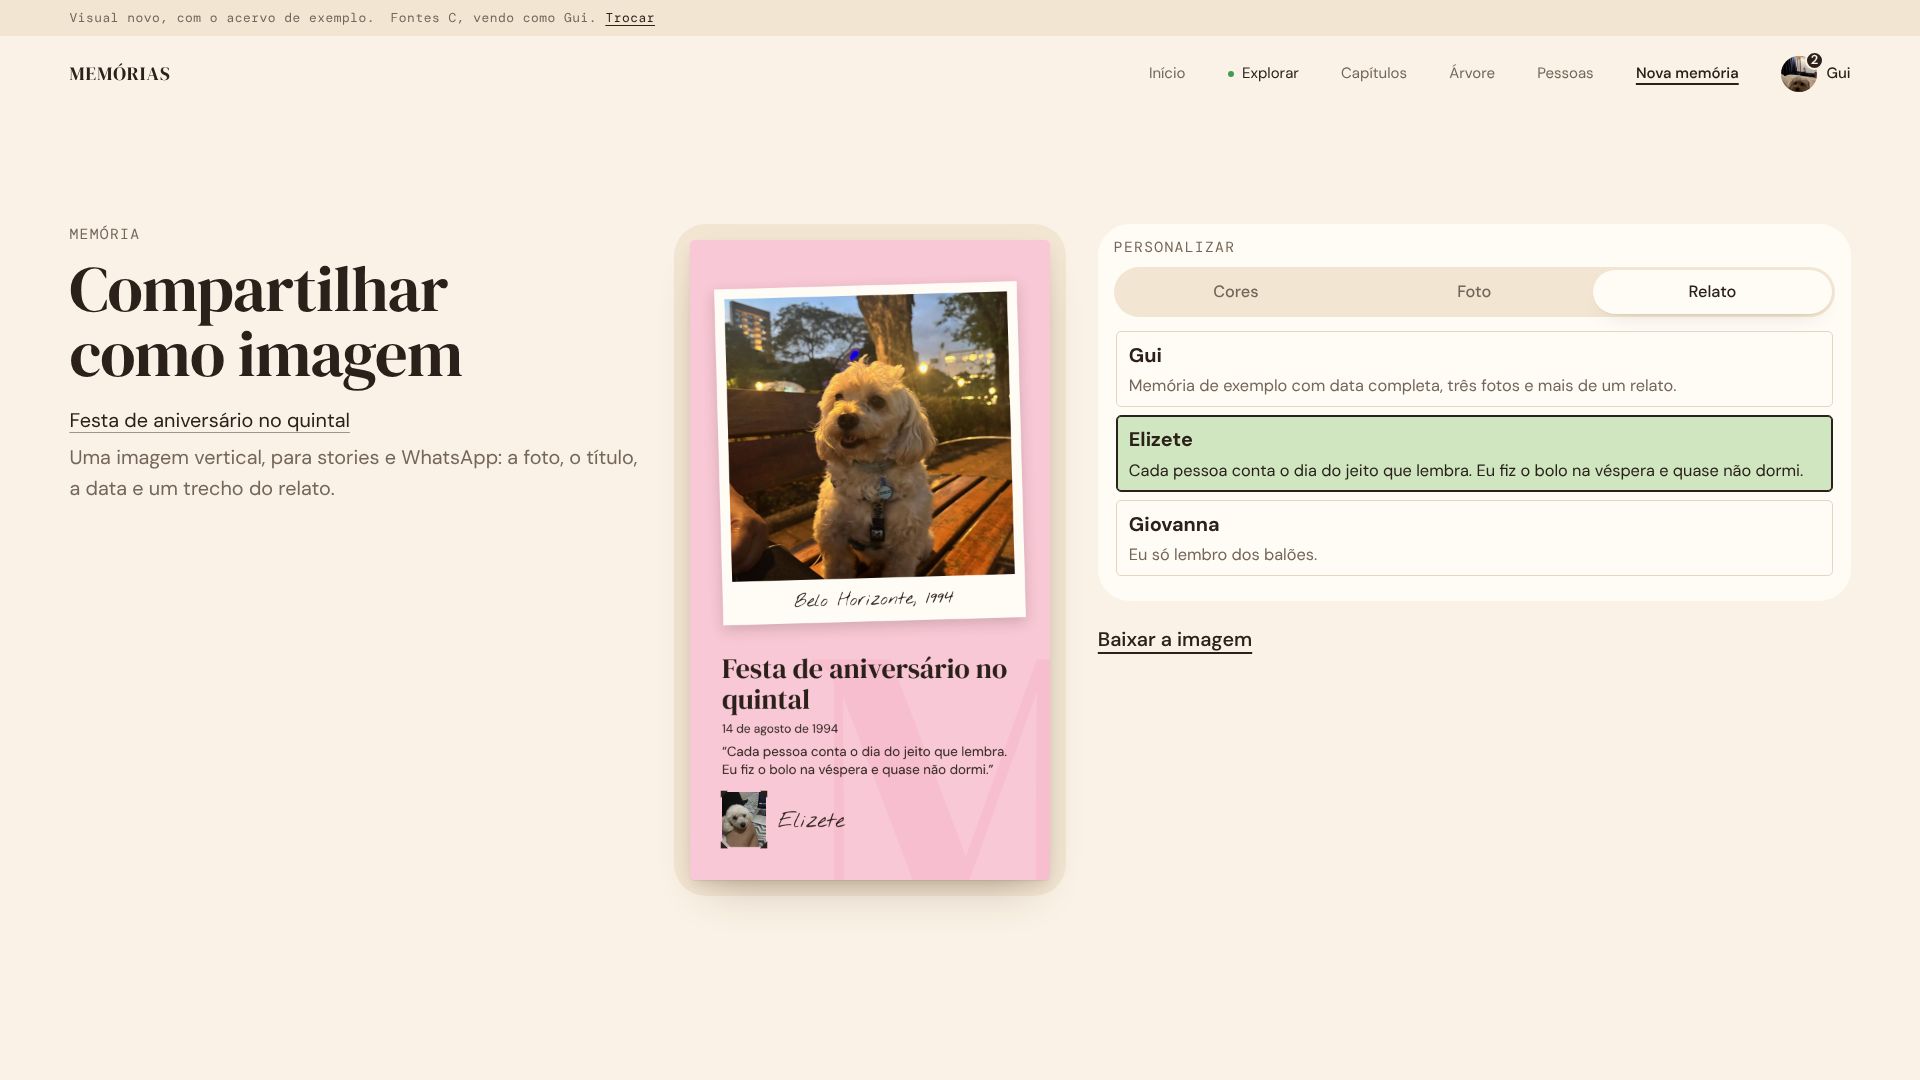 Visual novo, com o acervo de exemplo. Fontes C, vendo como Gui. Trocar
MEMÓRIAS
Início
Explorar
Capítulos
Árvore
Pessoas
Nova memória
2
Gui
MEMÓRIA
Compartilhar
como imagem
Festa de aniversário no quintal
Uma imagem vertical, para stories e WhatsApp: a foto, o título,
a data e um trecho do relato.
Belo Horizonte, 1994
Festa de aniversário no
quintal
14 de agosto de 1994
“Cada pessoa conta o dia do jeito que lembra.
Eu fiz o bolo na véspera e quase não dormi.”
Elizete
M
PERSONALIZAR
Cores
Foto
Relato
Gui
Memória de exemplo com data completa, três fotos e mais de um relato.
Elizete
Cada pessoa conta o dia do jeito que lembra. Eu fiz o bolo na véspera e quase não dormi.
Giovanna
Eu só lembro dos balões.
Baixar a imagem